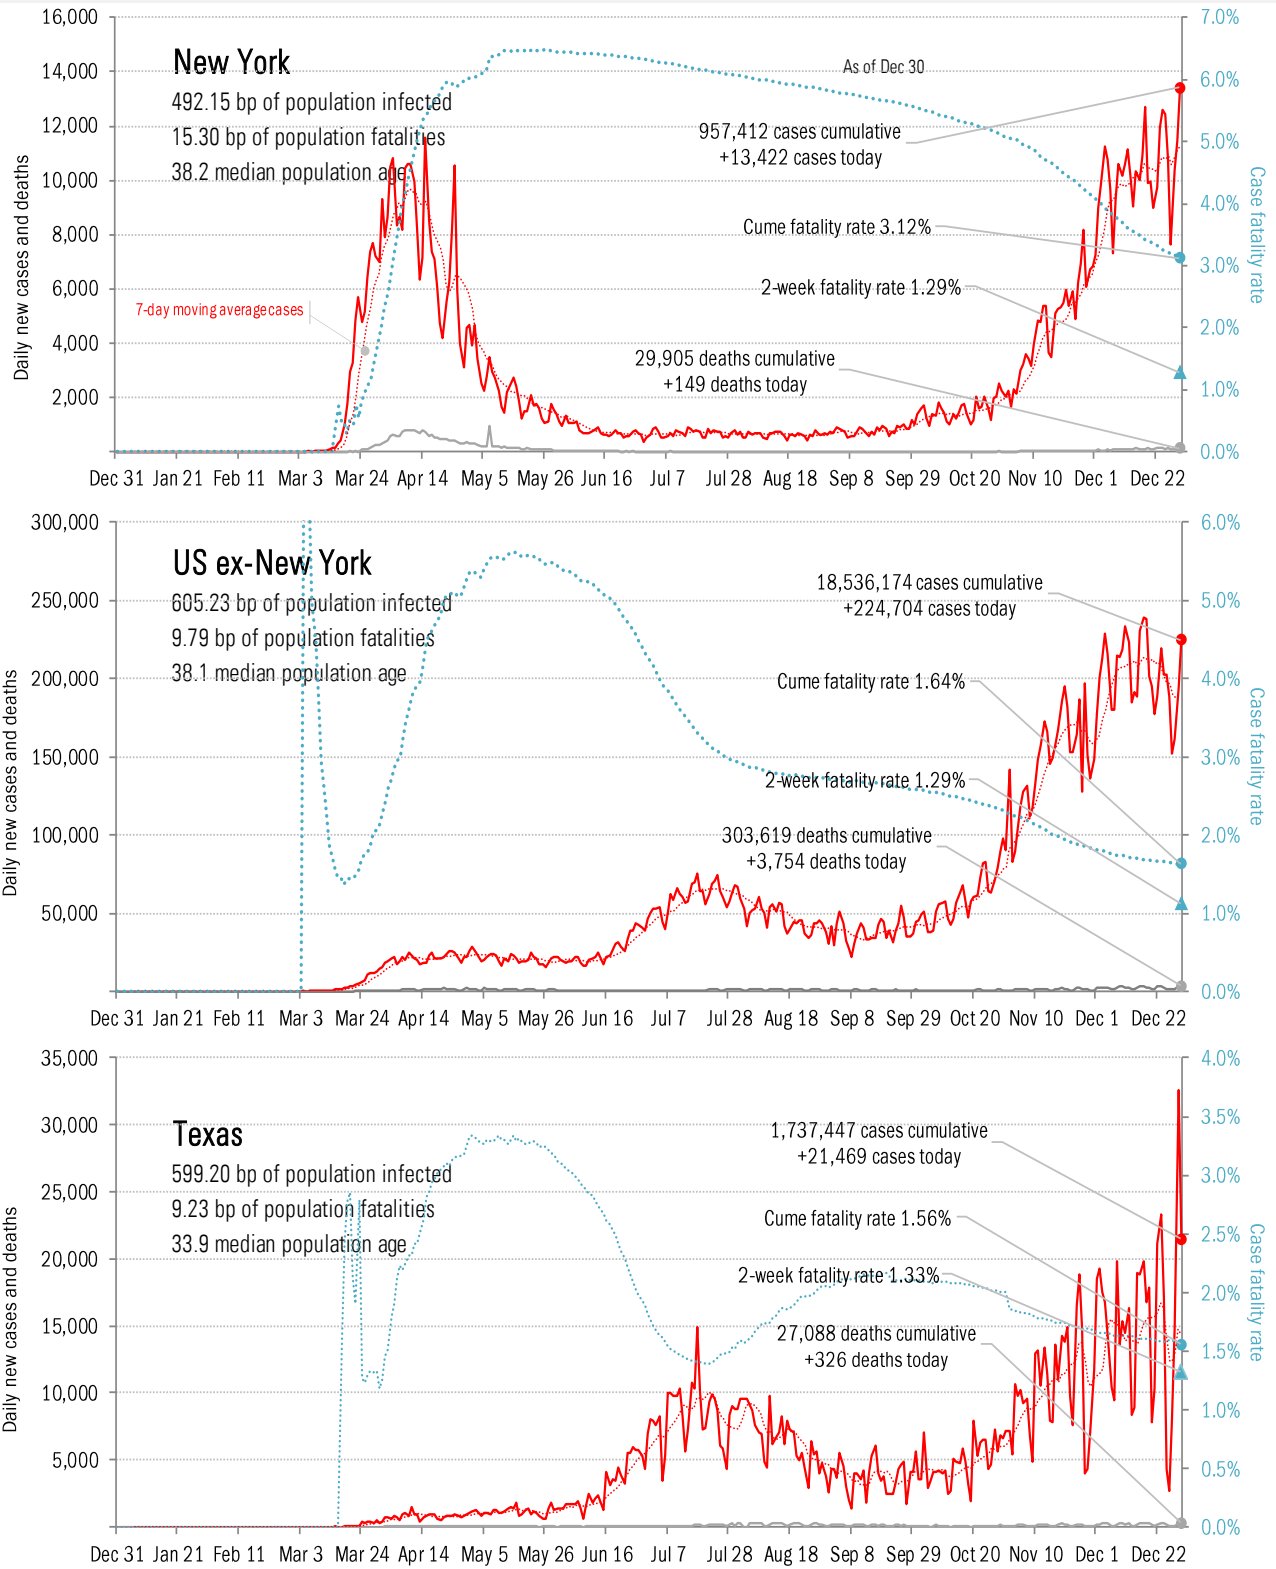 16,000
14,000
12,000
10,000
8,000
6,000
4,000
2,000
Daily new cases and deaths
7.0%
6.0%
5.0%
4.0%
3.0%
2.0%
1.0%
0.0%
Case fatality rate
New York
492.15 bp of population infected
15.30 bp of population fatalities
38.2 median population age
As of Dec 30
957,412 cases cumulative
+13,422 cases today
Cume fatality rate 3.12%
2-week fatality rate 1.29%
29,905 deaths cumulative
+149 deaths today
7-day moving average cases
Dec 31 Jan 21 Feb 11 Mar 3 Mar 24 Apr 14 May 5 May 26 Jun 16 Jul 7 Jul 28 Aug 18 Sep 8 Sep 29 Oct 20 Nov 10 Dec 1 Dec 22
300,000
250,000
200,000
150,000
100,000
50,000
Daily new cases and deaths
6.0%
5.0%
4.0%
3.0%
2.0%
1.0%
0.0%
Case fatality rate
US ex-New York
605.23 bp of population infected
9.79 bp of population fatalities
38.1 median population age
18,536,174 cases cumulative
+224,704 cases today
Cume fatality rate 1.64%
2-week fatality rate 1.29%
303,619 deaths cumulative
+3,754 deaths today
Dec 31 Jan 21 Feb 11 Mar 3 Mar 24 Apr 14 May 5 May 26 Jun 16 Jul 7 Jul 28 Aug 18 Sep 8 Sep 29 Oct 20 Nov 10 Dec 1 Dec 22
35,000
30,000
25,000
20,000
15,000
10,000
5,000
Daily new cases and deaths
4.0%
3.5%
3.0%
2.5%
2.0%
1.5%
1.0%
0.5%
0.0%
Case fatality rate
Texas
599.20 bp of population infected
9.23 bp of population fatalities
33.9 median population age
1,737,447 cases cumulative
+21,469 cases today
Cume fatality rate 1.56%
2-week fatality rate 1.33%
27,088 deaths cumulative
+326 deaths today
Dec 31 Jan 21 Feb 11 Mar 3 Mar 24 Apr 14 May 5 May 26 Jun 16 Jul 7 Jul 28 Aug 18 Sep 8 Sep 29 Oct 20 Nov 10 Dec 1 Dec 22